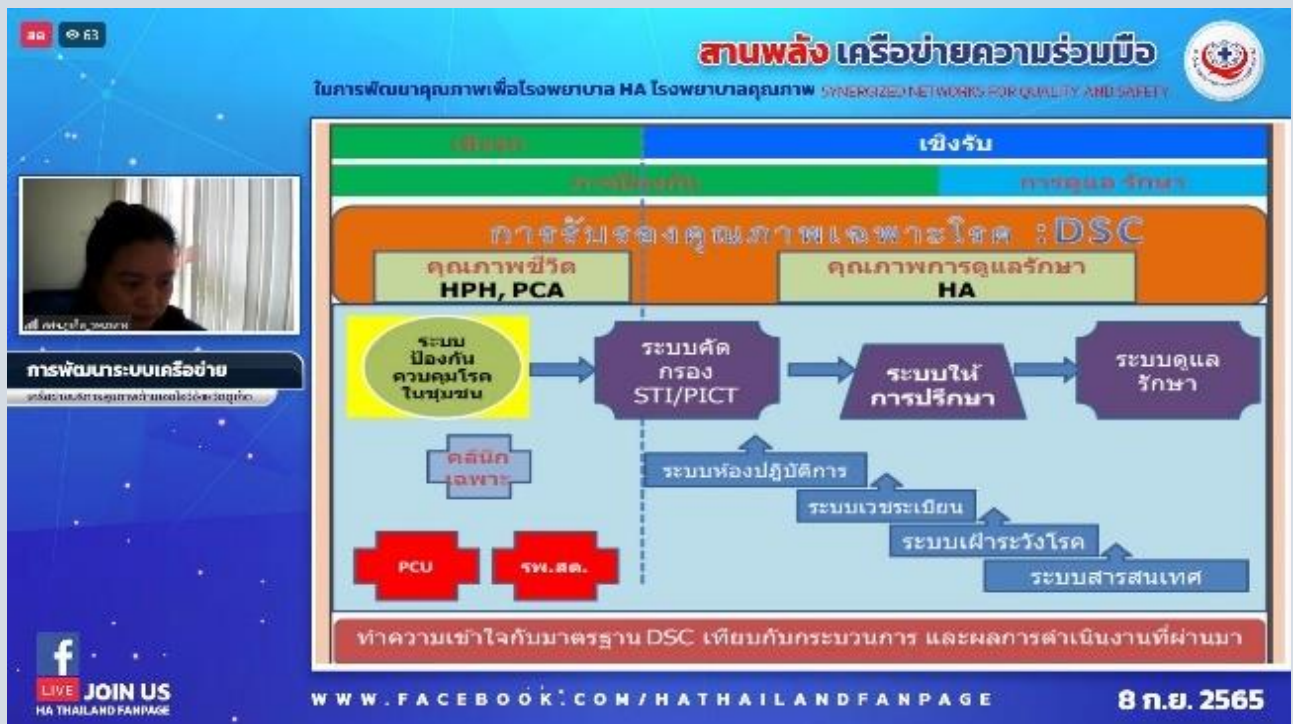 สด 63
สานพลัง เครือข่ายความร่วมมือ
ในการพัฒนาคุณภาพเพื่อโรงพยาบาล HA โรงพยาบาลคุณภาพ SYNERGIZED NETWORKS FOR QUALITY AND SAFETY
เชิงรุก
เชิงรับ
การป้องกัน
การดูแล รักษา
การรับรองคุณภาพเฉพาะโรค :DSC
คุณภาพชีวิต
HPH, PCA
คุณภาพการดูแลรักษา
HA
ระบบ
ป้องกัน
ควบคุมโรค
ในชุมชน
ระบบคัด
กรอง
STI/PICT
ระบบให้
การปรึกษา
ระบบดูแล
รักษา
คลินิก
เฉพาะ
ระบบห้องปฏิบัติการ
ระบบเวชระเบียน
ระบบเฝ้าระวังโรค
ระบบสารสนเทศ
PCU
รพ.สต.
ทำความเข้าใจกับมาตรฐาน DSC เทียบกับกระบวนการ และผลการดำเนินงานที่ผ่านมา
การพัฒนาระบบเครือข่าย
f
LIVE JOIN US
HA THAILAND FANPAGE
WWW.FACEBOOK.COM/HATHAILANDFANPAGE
8 ก.ย. 2565